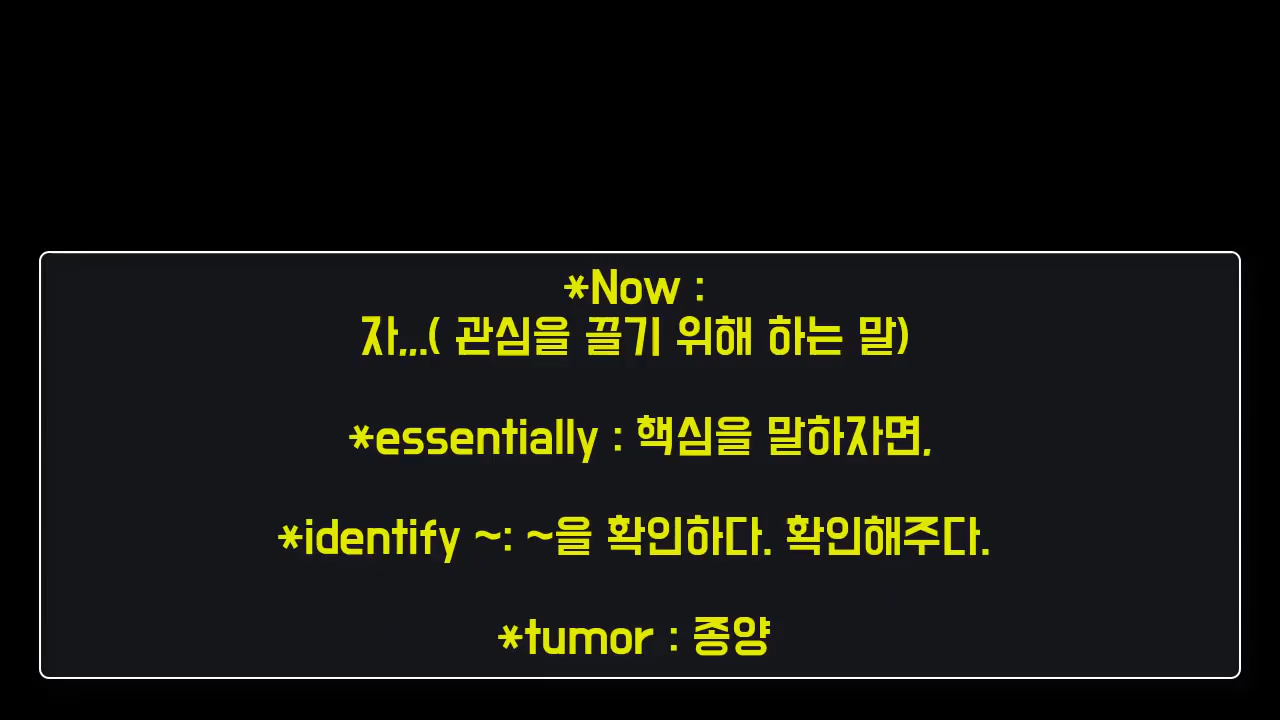 *Now :
자...( 관심을 끌기 위해 하는 말)
*essentially : 핵심을 말하자면,
*identify ~: ~을 확인하다. 확인해주다.
*tumor : 종양